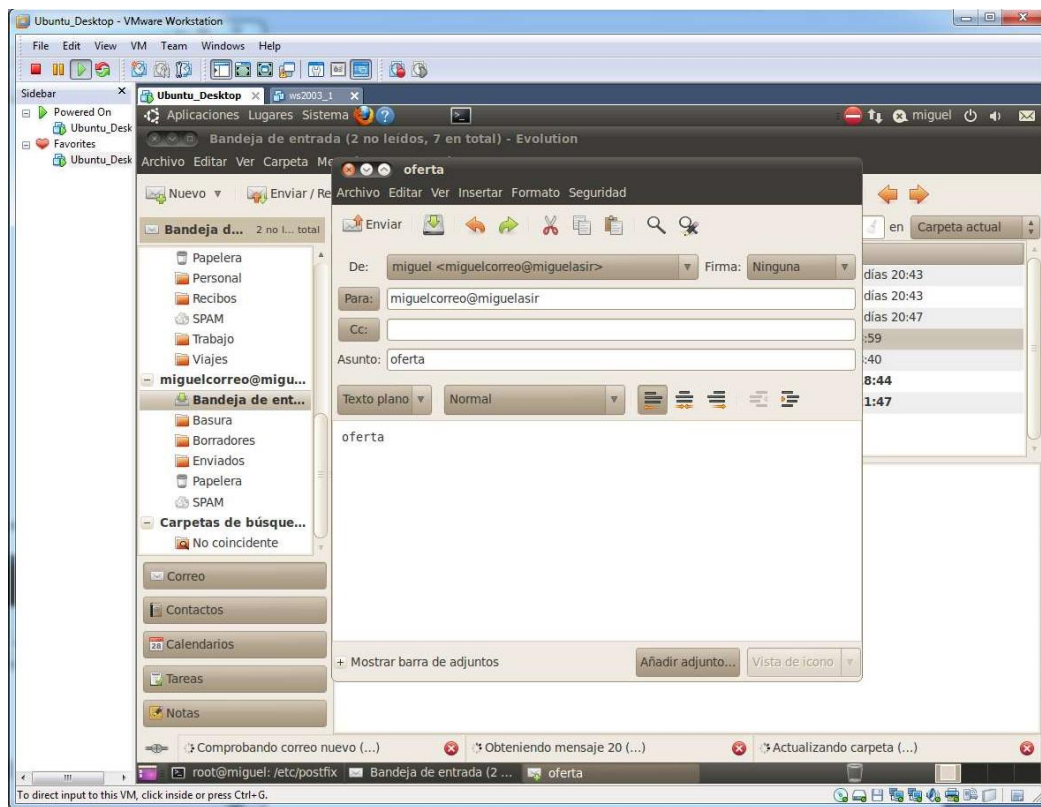 Ubuntu_Desktop - VMware Workstation
File Edit View VM Team Windows Help
Sidebar
Powered On
Ubuntu_Desk
Favorites
Ubuntu_Desk
Ubuntu_Desktop ws2003_1
Aplicaciones Lugares Sistema miguel
Bandeja de entrada (2 no leídos, 7 en total) - Evolution
Archivo Editar Ver Carpeta Me
oferta
Nuevo Enviar / Re
Archivo Editar Ver Insertar Formato Seguridad
Enviar
en Carpeta actual
Bandeja d... 2 no l... total
Papelera
Personal
Recibos
SPAM
Trabajo
Viajes
miguelcorreo@migu...
Bandeja de ent...
Basura
Borradores
Enviados
Papelera
SPAM
Carpetas de búsque...
No coincidente
De: miguel <miguelcorreo@miguelasir> Firma: Ninguna
Para: miguelcorreo@miguelasir
Cc:
Asunto: oferta
Texto plano Normal
oferta
días 20:43
días 20:43
días 20:47
:59
:40
8:44
1:47
Correo
Contactos
28 Calendarios
Tareas
Notas
+ Mostrar barra de adjuntos Añadir adjunto... Vista de icono
Comprobando correo nuevo (...) Obteniendo mensaje 20 (...) Actualizando carpeta (...)
root@miguel: /etc/postfix Bandeja de entrada (2 ... oferta
To direct input to this VM, click inside or press Ctrl+G.